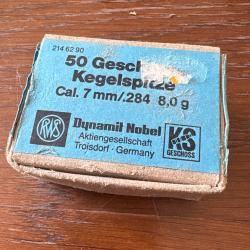 214 62 90
50 Gesch
Kegelspitze
Cal. 7 mm/.284 8,0 g
RWS
Dynamit Nobel
Aktiengesellschaft
Troisdorf · Germany
KS
GESCHOSS